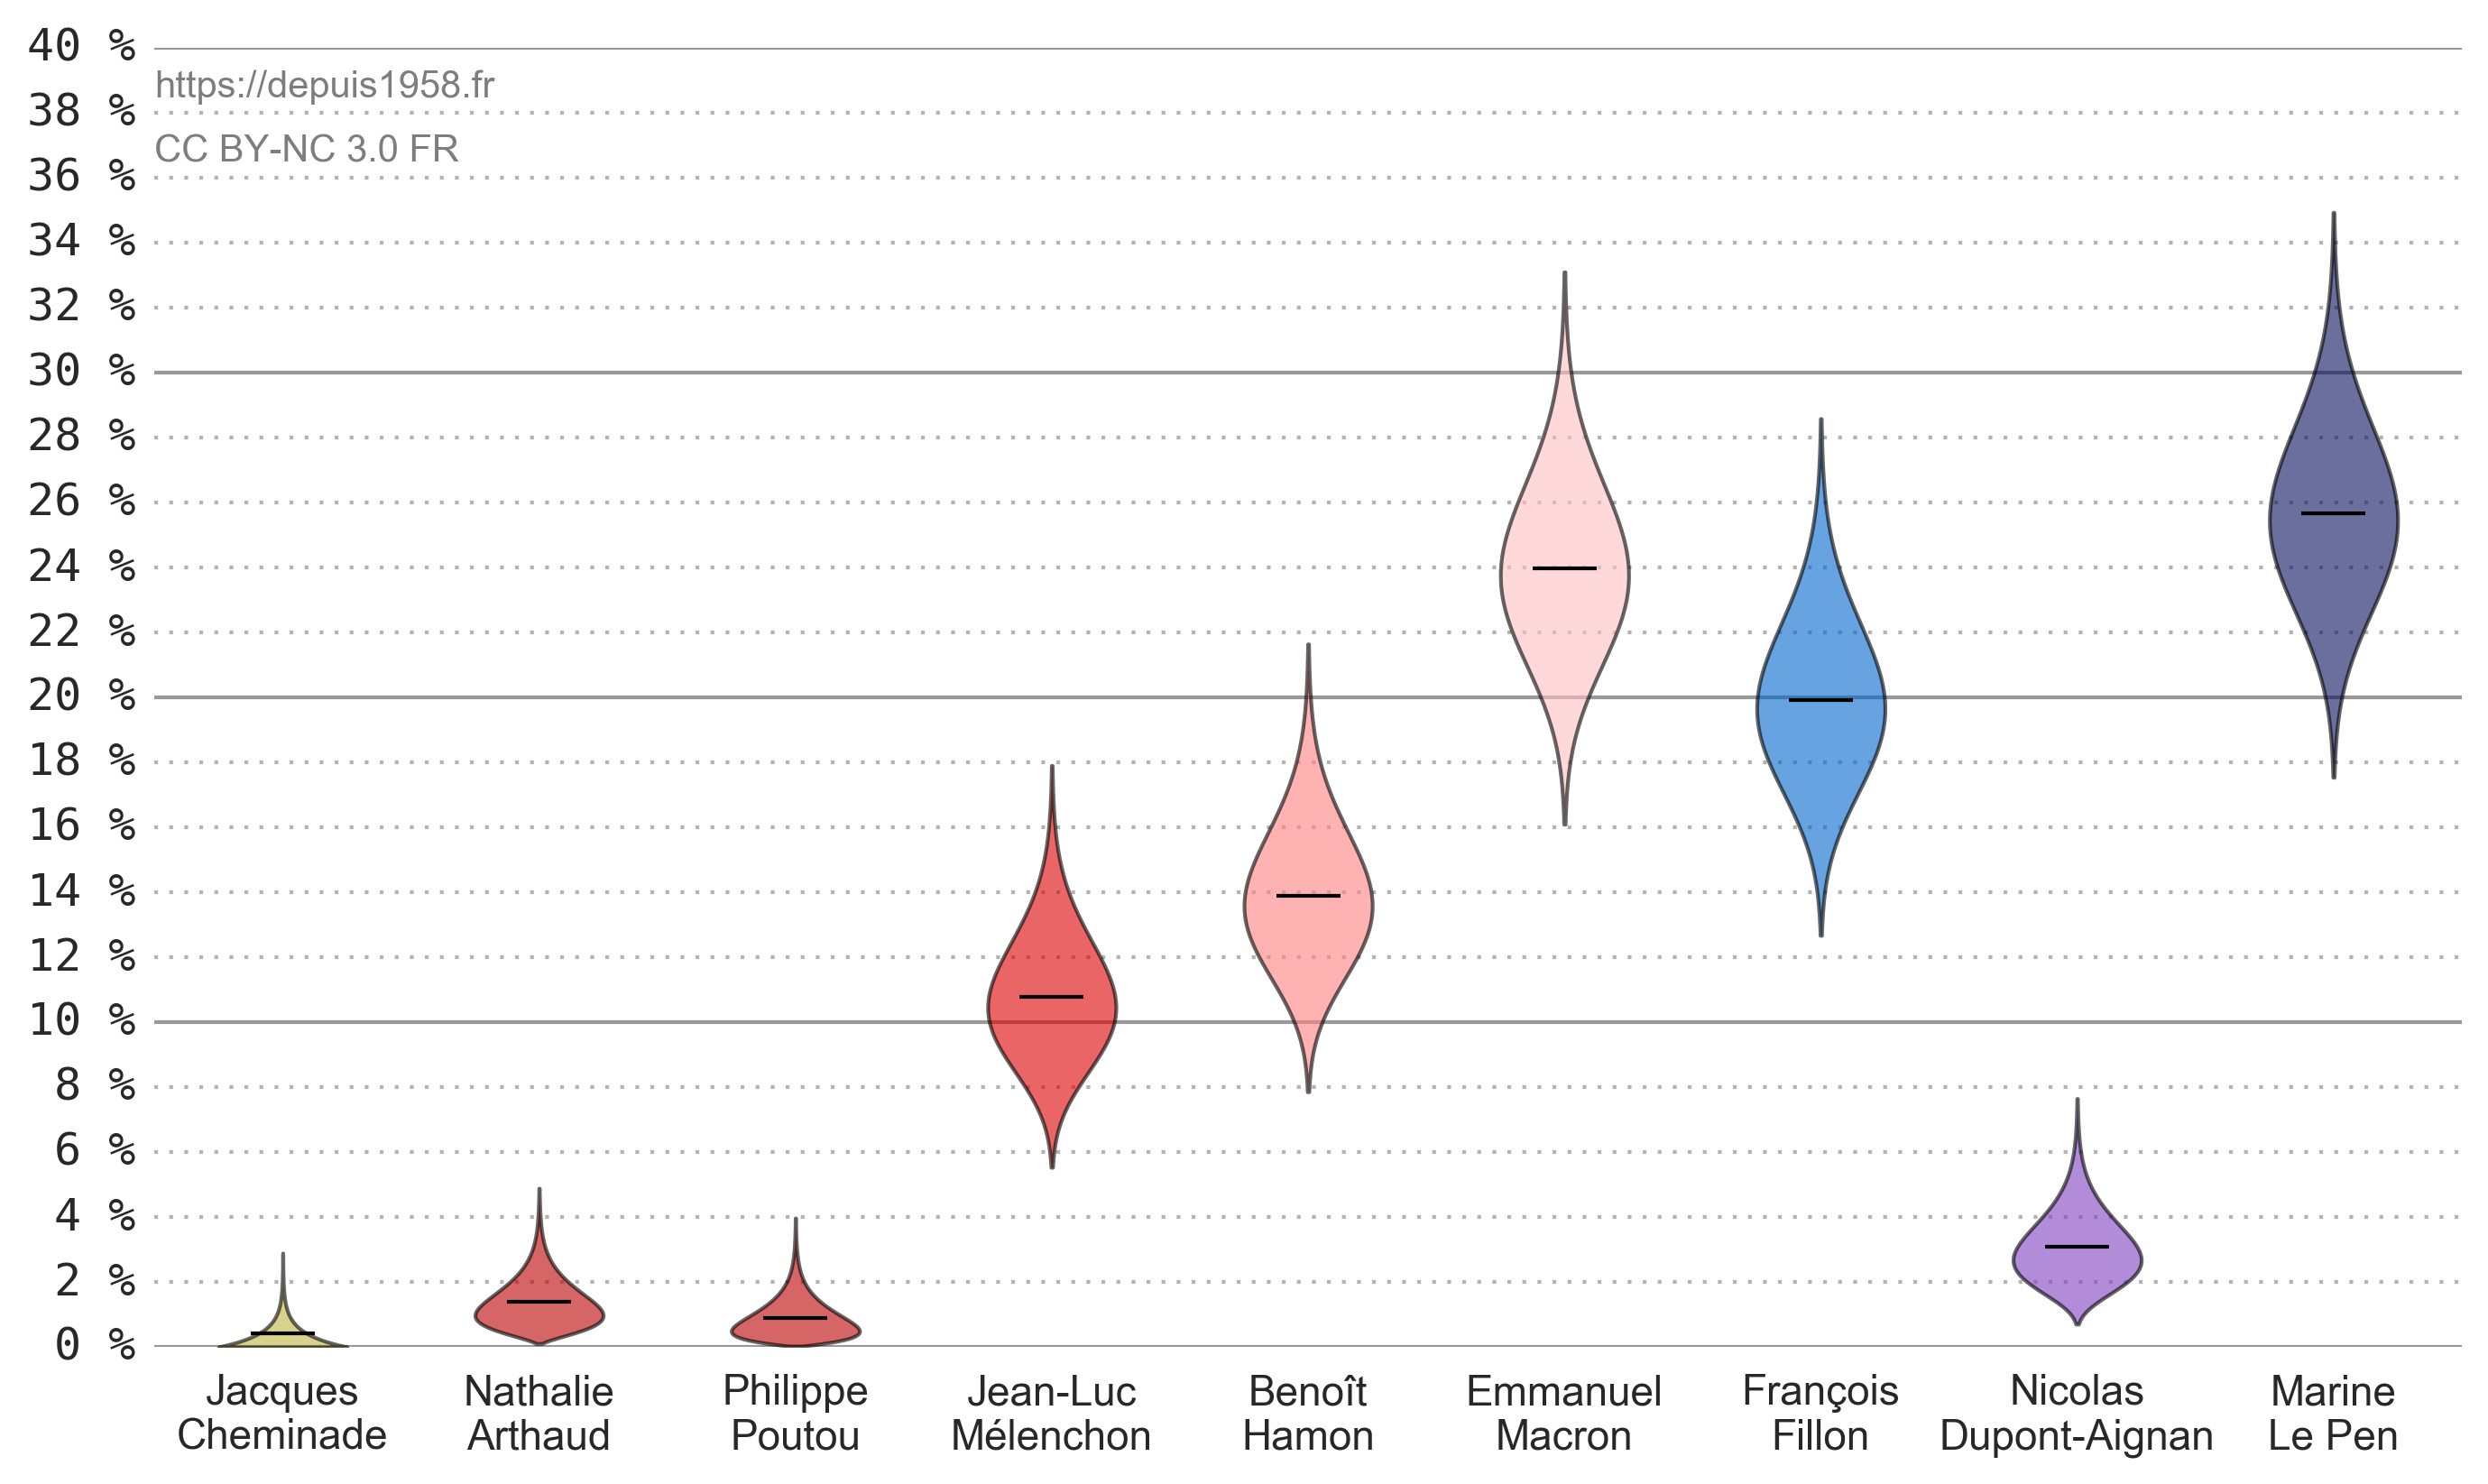 40 %
https://depuis1958.fr
38 %
CC BY-NC 3.0 FR
36 %
34 %
32 %
30 %
28 %
26 %
24 %
22 %
20 %
18 %
16 %
14 %
12 %
10 %
8 %
6 %
4 %
2 %
0 %
Jacques
Cheminade
Nathalie
Arthaud
Philippe
Poutou
Jean-Luc
Mélenchon
Benoît
Hamon
Emmanuel
Macron
François
Fillon
Nicolas
Dupont-Aignan
Marine
Le Pen